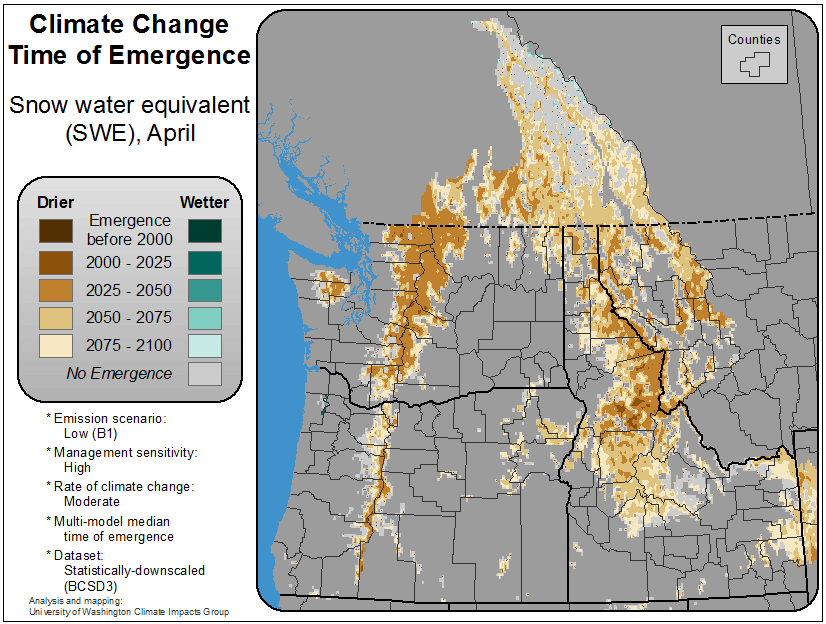 Climate Change
Time of Emergence
Snow water equivalent
(SWE), April
Drier
Wetter
Emergence
before 2000
2000 - 2025
2025 - 2050
2050 - 2075
2075 - 2100
No Emergence
* Emission scenario:
Low (B1)
* Management sensitivity:
High
* Rate of climate change:
Moderate
* Multi-model median
time of emergence
* Dataset:
Statistically-downscaled
(BCSD3)
Analysis and mapping:
University of Washington Climate Impacts Group
Counties